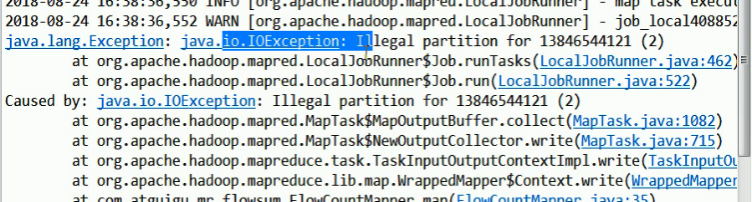 2018-08-24 16:38:36,550 INFO [org.apache.hadoop.mapred.LocalJobRunner] - map task execu
2018-08-24 16:38:36,552 WARN [org.apache.hadoop.mapred.LocalJobRunner] - job_local408852
java.lang.Exception: java.io.IOException: Illegal partition for 13846544121 (2)
at org.apache.hadoop.mapred.LocalJobRunner$Job.runTasks(LocalJobRunner.java:462)
at org.apache.hadoop.mapred.LocalJobRunner$Job.run(LocalJobRunner.java:522)
Caused by: java.io.IOException: Illegal partition for 13846544121 (2)
at org.apache.hadoop.mapred.MapTask$MapOutputBuffer.collect(MapTask.java:1082)
at org.apache.hadoop.mapred.MapTask$NewOutputCollector.write(MapTask.java:715)
at org.apache.hadoop.mapreduce.task.TaskInputOutputContextImpl.write(TaskInputOu
at org.apache.hadoop.mapreduce.lib.map.WrappedMapper$Context.write(WrappedMapper
at com.atguigu.mr.flowsum.FlowCountMapper.map(FlowCountMapper.java:35)